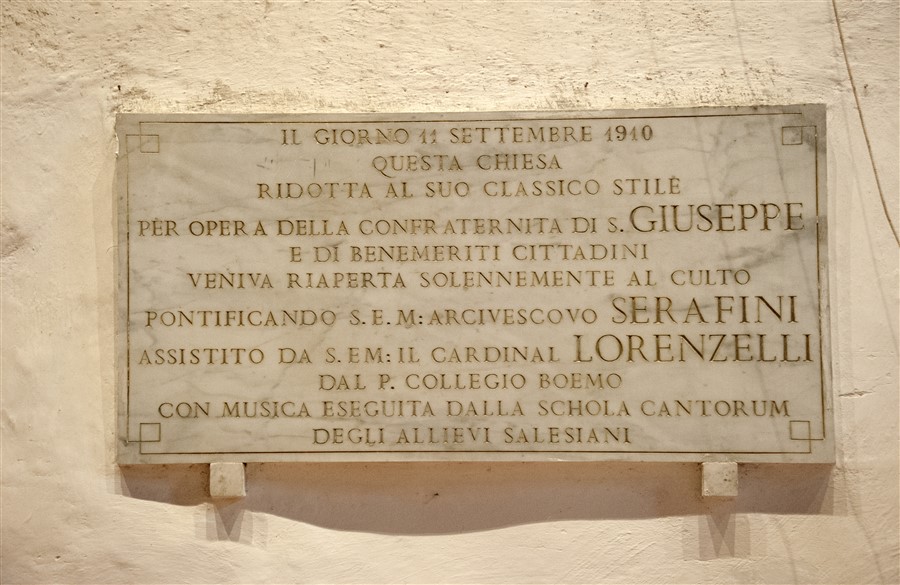 IL GIORNO 11 SETTEMBRE 1910
QUESTA CHIESA
RIDOTTA AL SUO CLASSICO STILE
PER OPERA DELLA CONFRATERNITA DI S. GIUSEPPE
E DI BENEMERITI CITTADINI
VENIVA RIAPERTA SOLENNEMENTE AL CULTO
PONTIFICANDO S.E.M: ARCIVESCOVO SERAFINI
ASSISTITO DA S.EM: IL CARDINAL LORENZELLI
DAL P. COLLEGIO BOEMO
CON MUSICA ESEGUITA DALLA SCHOLA CANTORUM
DEGLI ALLIEVI SALESIANI